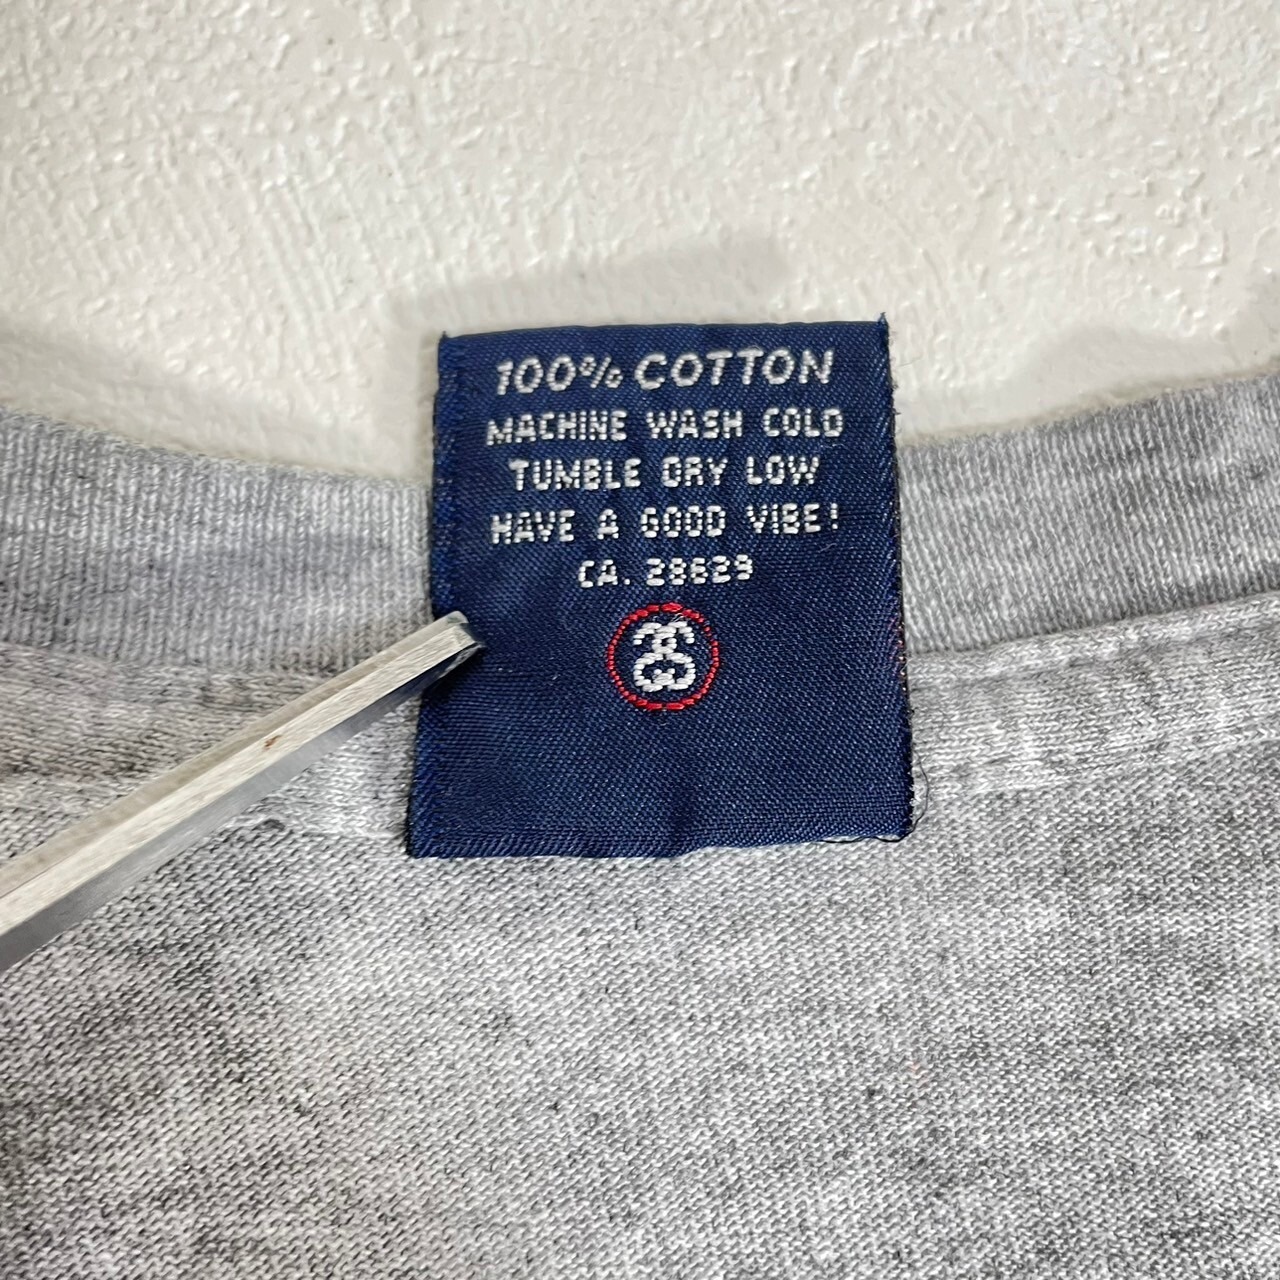 100% COTTON
MACHINE WASH COLD
TUMBLE DRY LOW
HAVE A GOOD VIBE!
CA. 28629